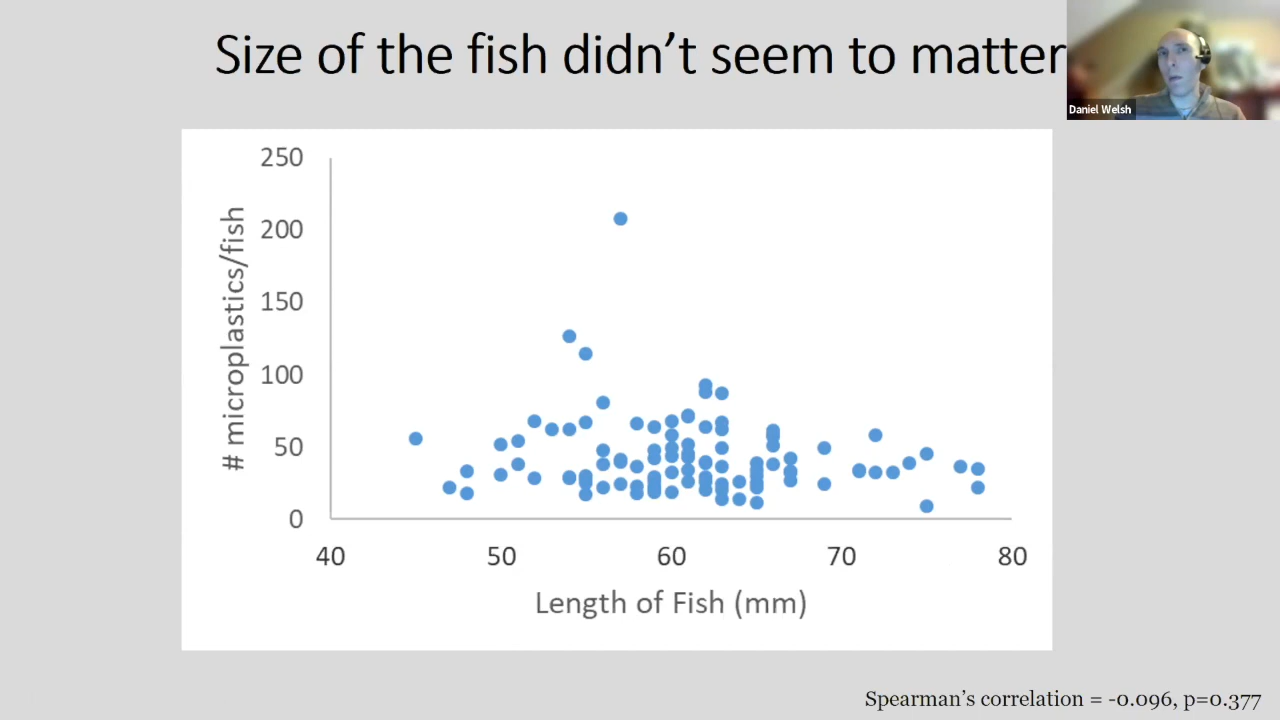 Size of the fish didn’t seem to matter
Daniel Welsh
250
200
150
100
50
0
# microplastics/fish
40 50 60 70 80
Length of Fish (mm)
Spearman’s correlation = -0.096, p=0.377